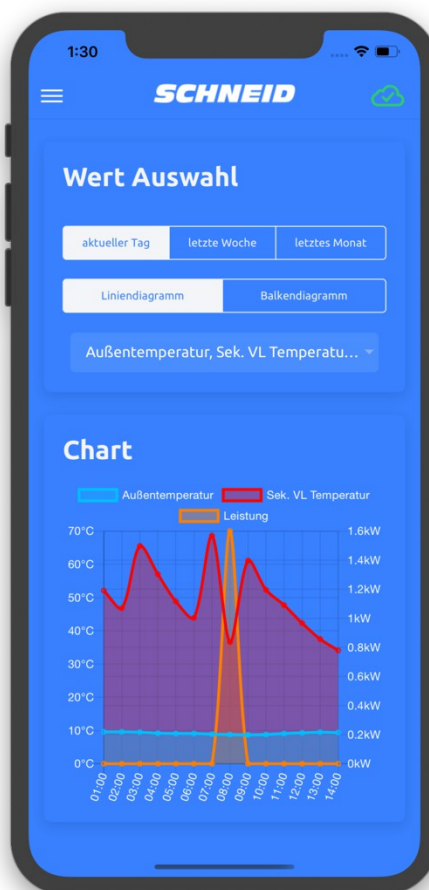 1:30
SCHNEID
Wert Auswahl
aktueller Tag letzte Woche letztes Monat
Liniendiagramm Balkendiagramm
Außentemperatur, Sek. VL Temperatu...
Chart
Außentemperatur Sek. VL Temperatur
Leistung
70°C 1.6kW
60°C 1.4kW
50°C 1.2kW
40°C 1kW
30°C 0.8kW
20°C 0.6kW
10°C 0.4kW
0°C 0.2kW
0kW
01:00 02:00 03:00 04:00 05:00 06:00 07:00 08:00 09:00 10:00 11:00 12:00 13:00 14:00